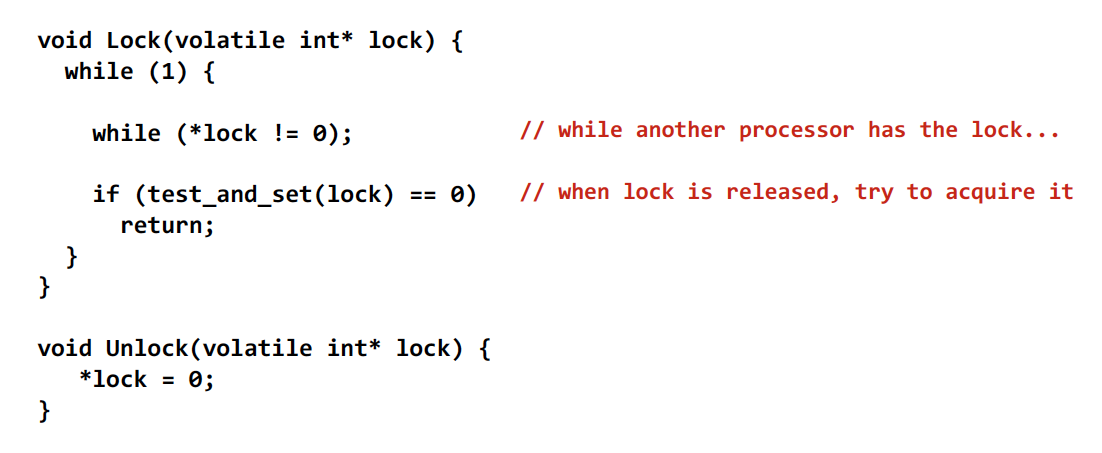 void Lock(volatile int* lock) {
while (1) {
while (*lock != 0); // while another processor has the lock...
if (test_and_set(lock) == 0) // when lock is released, try to acquire it
return;
}
}
void Unlock(volatile int* lock) {
*lock = 0;
}